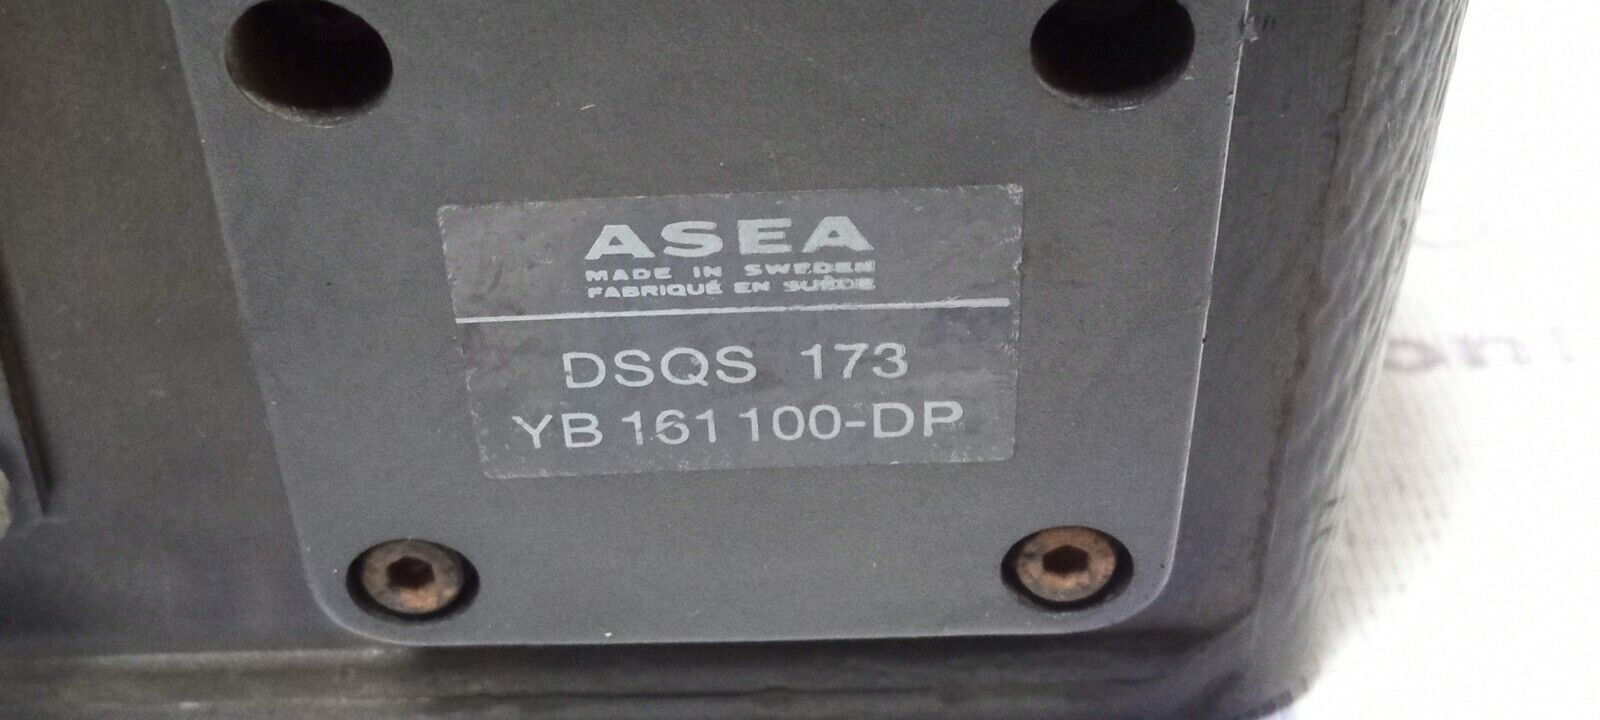 ASEA
MADE IN SWEDEN
FABRIQUÉ EN SUÈDE
DSQS 173
YB 161 100-DP